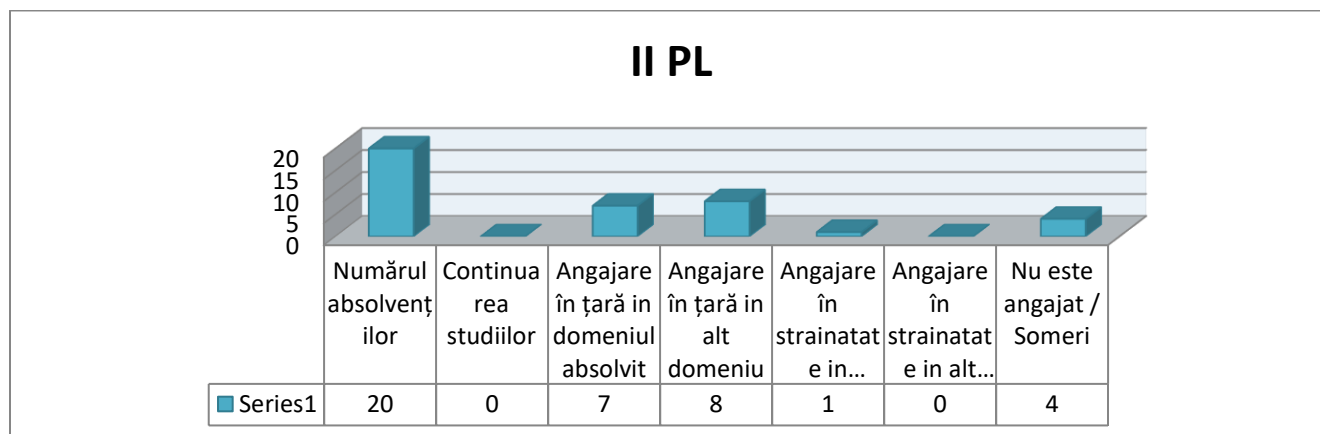 II PL
20
15
10
5
0
Numărul
absolvenț
ilor
Continua
rea
studiilor
Angajare
în țară in
domeniul
absolvit
Angajare
în țară in
alt
domeniu
Angajare
în
strainatat
e in...
Angajare
în
strainatat
e in alt...
Nu este
angajat /
Someri
Series1 20 0 7 8 1 0 4